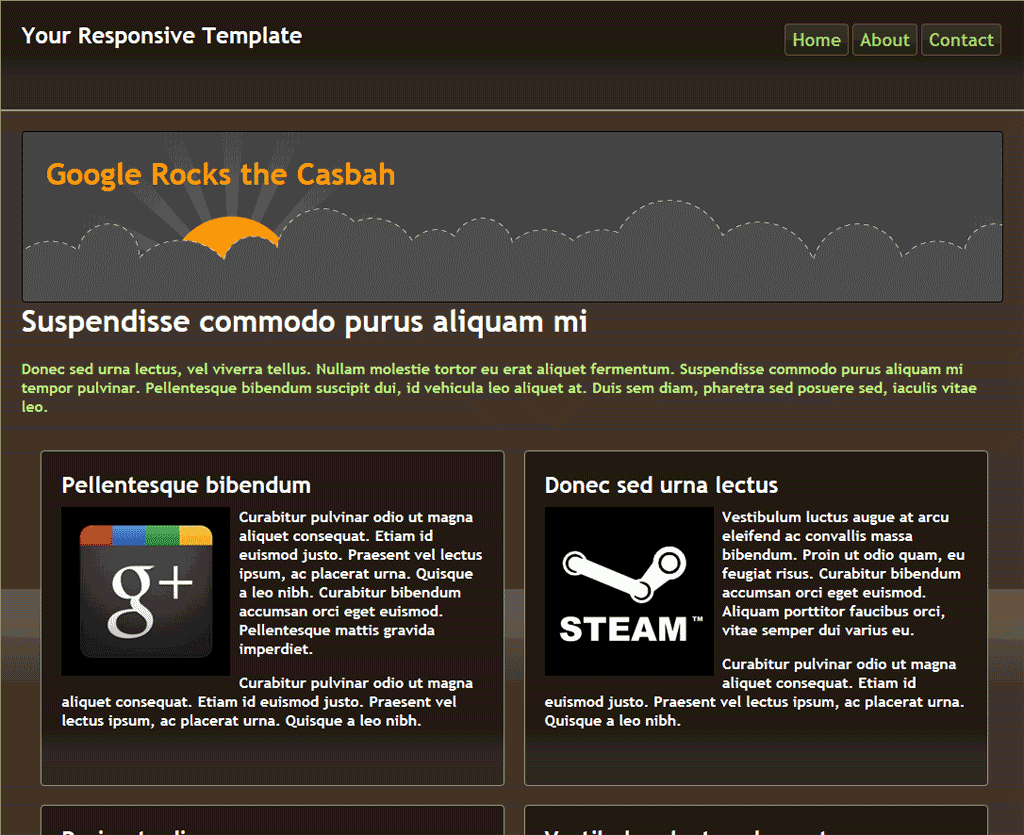 Your Responsive Template
Home
About
Contact
Google Rocks the Casbah
Suspendisse commodo purus aliquam mi
Donec sed urna lectus, vel viverra tellus. Nullam molestie tortor eu erat aliquet fermentum. Suspendisse commodo purus aliquam mi
tempor pulvinar. Pellentesque bibendum suscipit dui, id vehicula leo aliquet at. Duis sem diam, pharetra sed posuere sed, iaculis vitae
leo.
Pellentesque bibendum
g+
Curabitur pulvinar odio ut magna
aliquet consequat. Etiam id
euismod justo. Praesent vel lectus
ipsum, ac placerat urna. Quisque
a leo nibh. Curabitur bibendum
accumsan orci eget euismod.
Pellentesque mattis gravida
imperdiet.
Curabitur pulvinar odio ut magna
aliquet consequat. Etiam id euismod justo. Praesent vel
lectus ipsum, ac placerat urna. Quisque a leo nibh.
Donec sed urna lectus
STEAM™
Vestibulum luctus augue at arcu
eleifend ac convallis massa
bibendum. Proin ut odio quam, eu
feugiat risus. Curabitur bibendum
accumsan orci eget euismod.
Aliquam porttitor faucibus orci,
vitae semper dui varius eu.
Curabitur pulvinar odio ut magna
aliquet consequat. Etiam id
euismod justo. Praesent vel lectus ipsum, ac placerat urna.
Quisque a leo nibh.